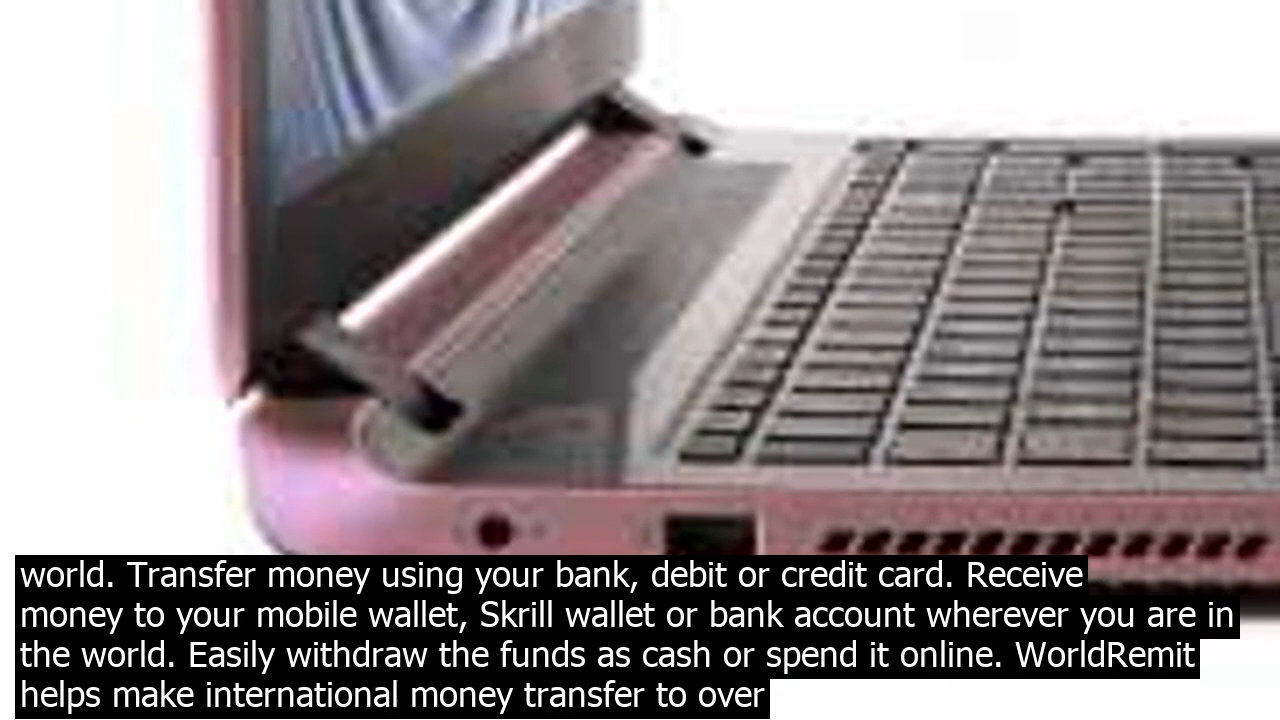 world. Transfer money using your bank, debit or credit card. Receive
money to your mobile wallet, Skrill wallet or bank account wherever you are in
the world. Easily withdraw the funds as cash or spend it online. WorldRemit
helps make international money transfer to over